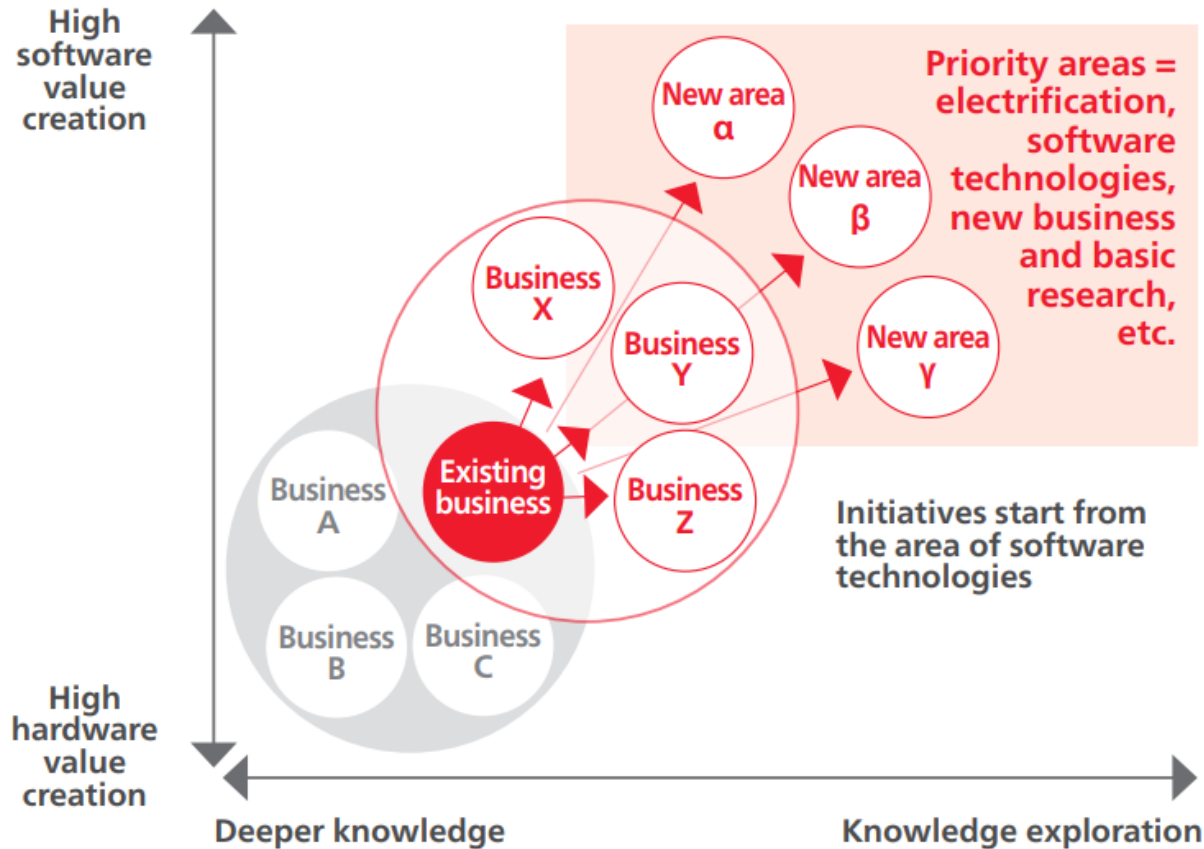 High
software
value
creation
New area
α
Priority areas =
electrification,
software
technologies,
new business
and basic
research,
etc.
New area
β
Business
X
Business
Y
New area
γ
Existing
business
Business
A
Business
Z
Initiatives start from
the area of software
technologies
Business
B
Business
C
High
hardware
value
creation
Deeper knowledge
Knowledge exploration